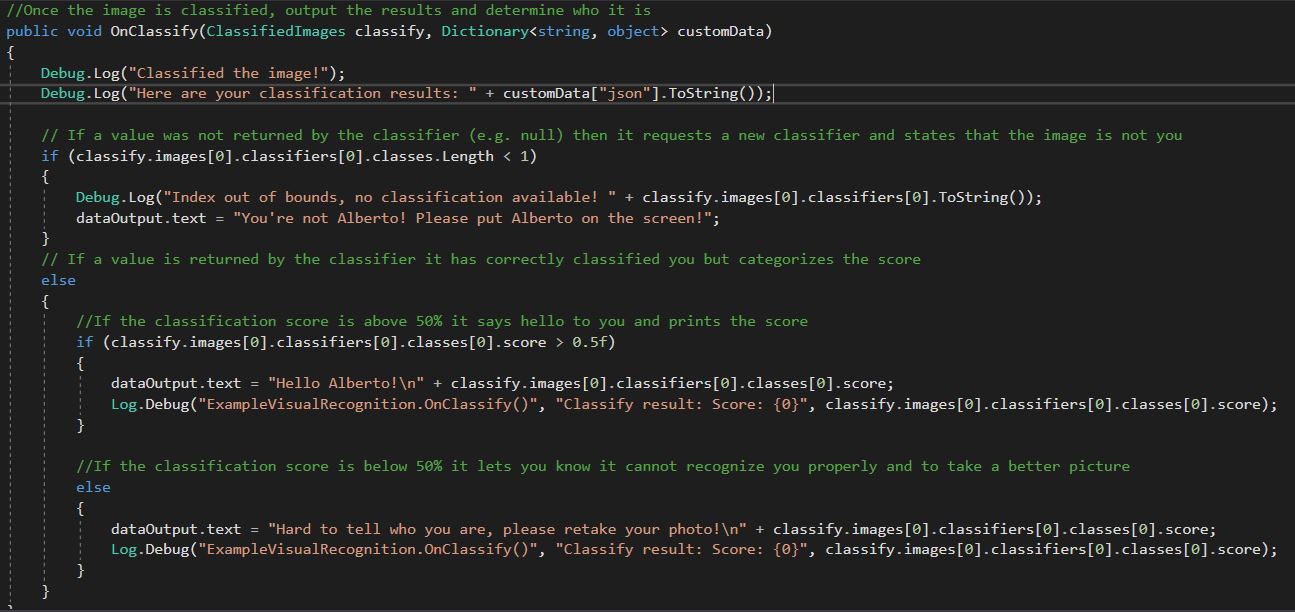 //Once the image is classified, output the results and determine who it is
public void OnClassify(ClassifiedImages classify, Dictionary<string, object> customData)
{
    Debug.Log("Classified the image!");
    Debug.Log("Here are your classification results: " + customData["json"].ToString());

    // If a value was not returned by the classifier (e.g. null) then it requests a new classifier and states that the image is not you
    if (classify.images[0].classifiers[0].classes.Length < 1)
    {
        Debug.Log("Index out of bounds, no classification available! " + classify.images[0].classifiers[0].ToString());
        dataOutput.text = "You're not Alberto! Please put Alberto on the screen!";
    }
    // If a value is returned by the classifier it has correctly classified you but categorizes the score
    else
    {
        //If the classification score is above 50% it says hello to you and prints the score
        if (classify.images[0].classifiers[0].classes[0].score > 0.5f)
        {
            dataOutput.text = "Hello Alberto!\n" + classify.images[0].classifiers[0].classes[0].score;
            Log.Debug("ExampleVisualRecognition.OnClassify()", "Classify result: Score: {0}", classify.images[0].classifiers[0].classes[0].score);
        }

        //If the classification score is below 50% it lets you know it cannot recognize you properly and to take a better picture
        else
        {
            dataOutput.text = "Hard to tell who you are, please retake your photo!\n" + classify.images[0].classifiers[0].classes[0].score;
            Log.Debug("ExampleVisualRecognition.OnClassify()", "Classify result: Score: {0}", classify.images[0].classifiers[0].classes[0].score);
        }
    }